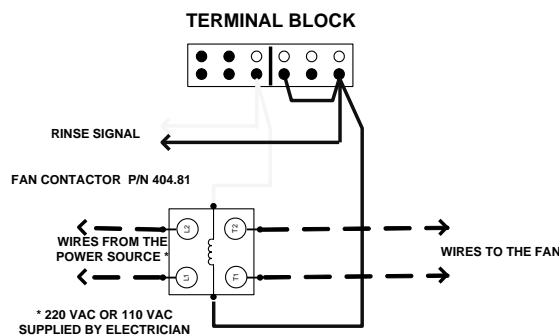 TERMINAL BLOCK
RINSE SIGNAL
FAN CONTACTOR P/N 404.81
L2
T2
WIRES FROM THE
POWER SOURCE *
WIRES TO THE FAN
L1
T1
* 220 VAC OR 110 VAC
SUPPLIED BY ELECTRICIAN